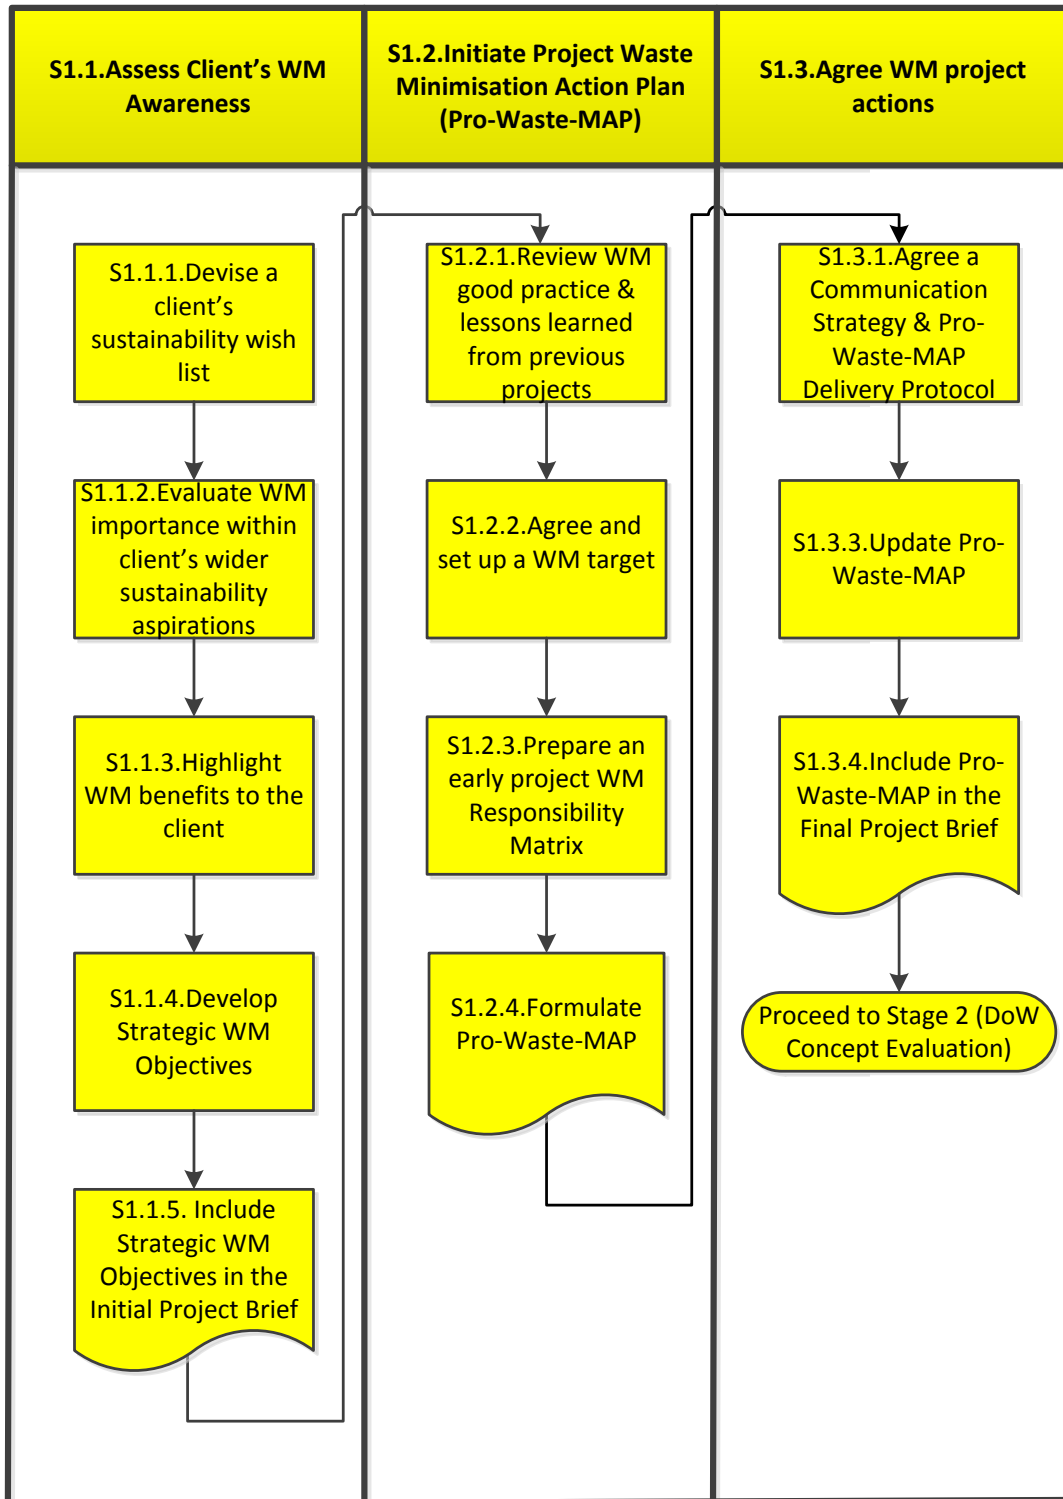 S1.1.Assess Client’s WM
Awareness
S1.2.Initiate Project Waste
Minimisation Action Plan
(Pro-Waste-MAP)
S1.3.Agree WM project
actions
S1.1.1.Devise a
client’s
sustainability wish
list
S1.1.2.Evaluate WM
importance within
client’s wider
sustainability
aspirations
S1.1.3.Highlight
WM benefits to the
client
S1.1.4.Develop
Strategic WM
Objectives
S1.1.5. Include
Strategic WM
Objectives in the
Initial Project Brief
S1.2.1.Review WM
good practice &
lessons learned
from previous
projects
S1.2.2.Agree and
set up a WM target
S1.2.3.Prepare an
early project WM
Responsibility
Matrix
S1.2.4.Formulate
Pro-Waste-MAP
S1.3.1.Agree a
Communication
Strategy & Pro-
Waste-MAP
Delivery Protocol
S1.3.3.Update Pro-
Waste-MAP
S1.3.4.Include Pro-
Waste-MAP in the
Final Project Brief
Proceed to Stage 2 (DoW
Concept Evaluation)